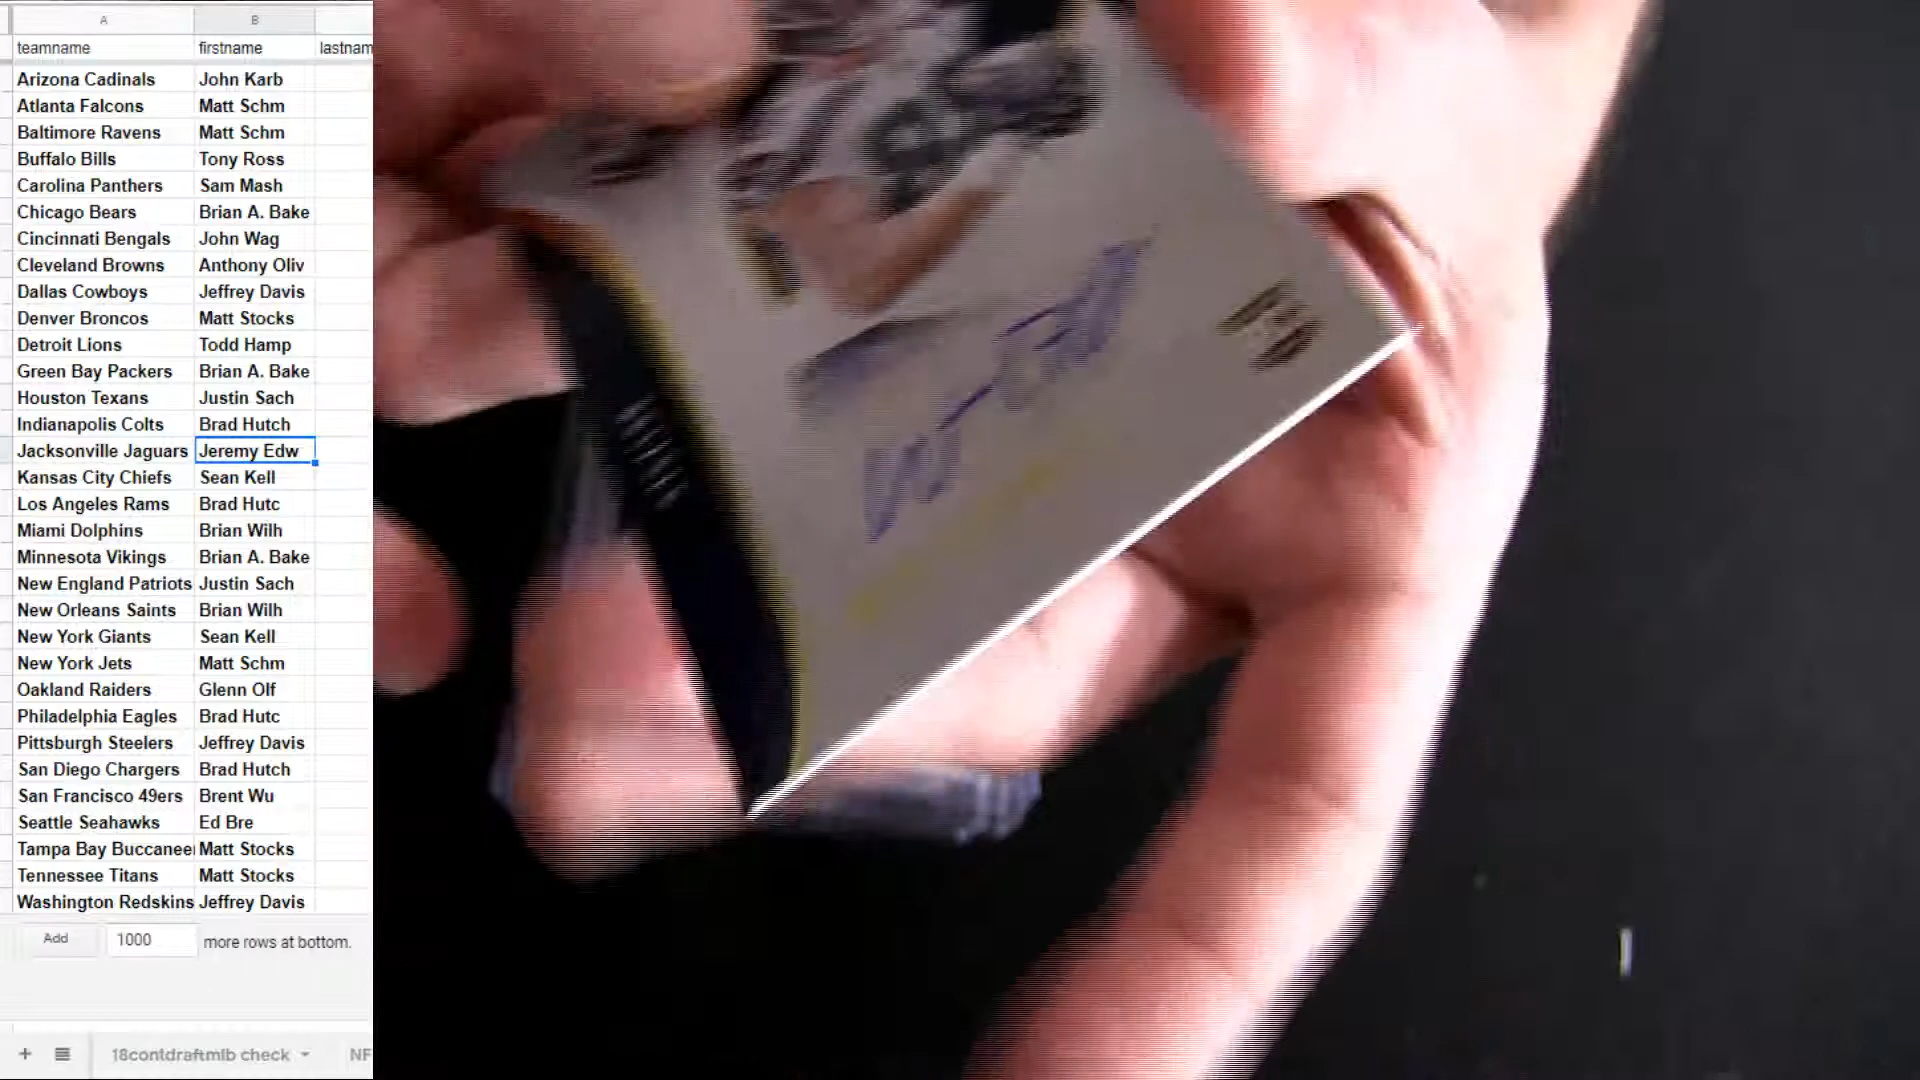 A B
teamname firstname lastnam
Arizona Cadinals John Karb
Atlanta Falcons Matt Schm
Baltimore Ravens Matt Schm
Buffalo Bills Tony Ross
Carolina Panthers Sam Mash
Chicago Bears Brian A. Bake
Cincinnati Bengals John Wag
Cleveland Browns Anthony Oliv
Dallas Cowboys Jeffrey Davis
Denver Broncos Matt Stocks
Detroit Lions Todd Hamp
Green Bay Packers Brian A. Bake
Houston Texans Justin Sach
Indianapolis Colts Brad Hutch
Jacksonville Jaguars Jeremy Edw
Kansas City Chiefs Sean Kell
Los Angeles Rams Brad Hutc
Miami Dolphins Brian Wilh
Minnesota Vikings Brian A. Bake
New England Patriots Justin Sach
New Orleans Saints Brian Wilh
New York Giants Sean Kell
New York Jets Matt Schm
Oakland Raiders Glenn Olf
Philadelphia Eagles Brad Hutc
Pittsburgh Steelers Jeffrey Davis
San Diego Chargers Brad Hutch
San Francisco 49ers Brent Wu
Seattle Seahawks Ed Bre
Tampa Bay Buccanee Matt Stocks
Tennessee Titans Matt Stocks
Washington Redskins Jeffrey Davis
Add 1000 more rows at bottom.
+ 18contdraftmlb check NF